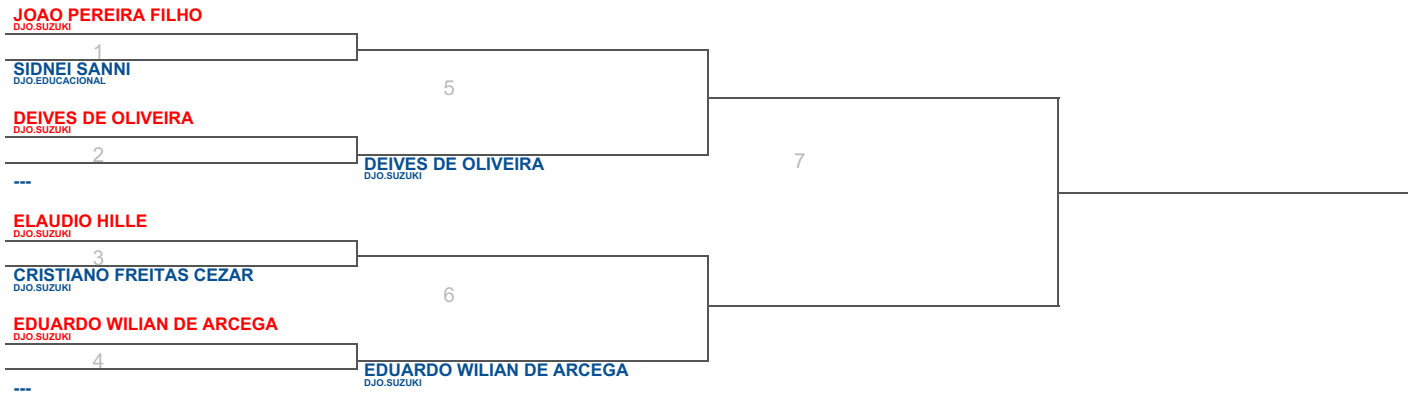 JOAO PEREIRA FILHO
DJO.SUZUKI
1
SIDNEI SANNI
DJO.EDUCACIONAL
5
DEIVES DE OLIVEIRA
DJO.SUZUKI
2
---
DEIVES DE OLIVEIRA
DJO.SUZUKI
7
ELAUDIO HILLE
DJO.SUZUKI
3
CRISTIANO FREITAS CEZAR
DJO.SUZUKI
6
EDUARDO WILIAN DE ARCEGA
DJO.SUZUKI
4
---
EDUARDO WILIAN DE ARCEGA
DJO.SUZUKI